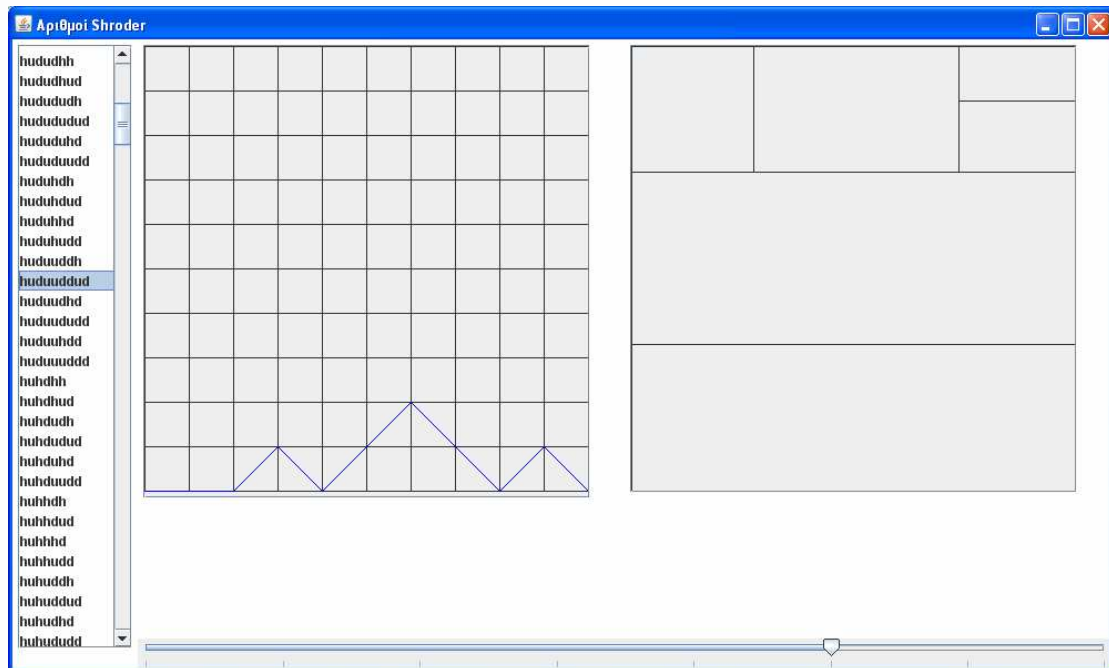 Αριθμοί Shroder
hududhh
hududhud
hudududh
hududududud
hududuhd
hududuudd
huduhdh
huduhdud
huduhhd
huduhudd
huduuddh
huduuddud
huduudhd
huduududd
huduuhdd
huduuuddd
huhdhh
huhdhud
huhdudh
huhdudud
huhduhd
huhduudd
huhhdh
huhhdud
huhhhd
huhhudd
huhuddh
huhuddud
huhudhd
huhududd